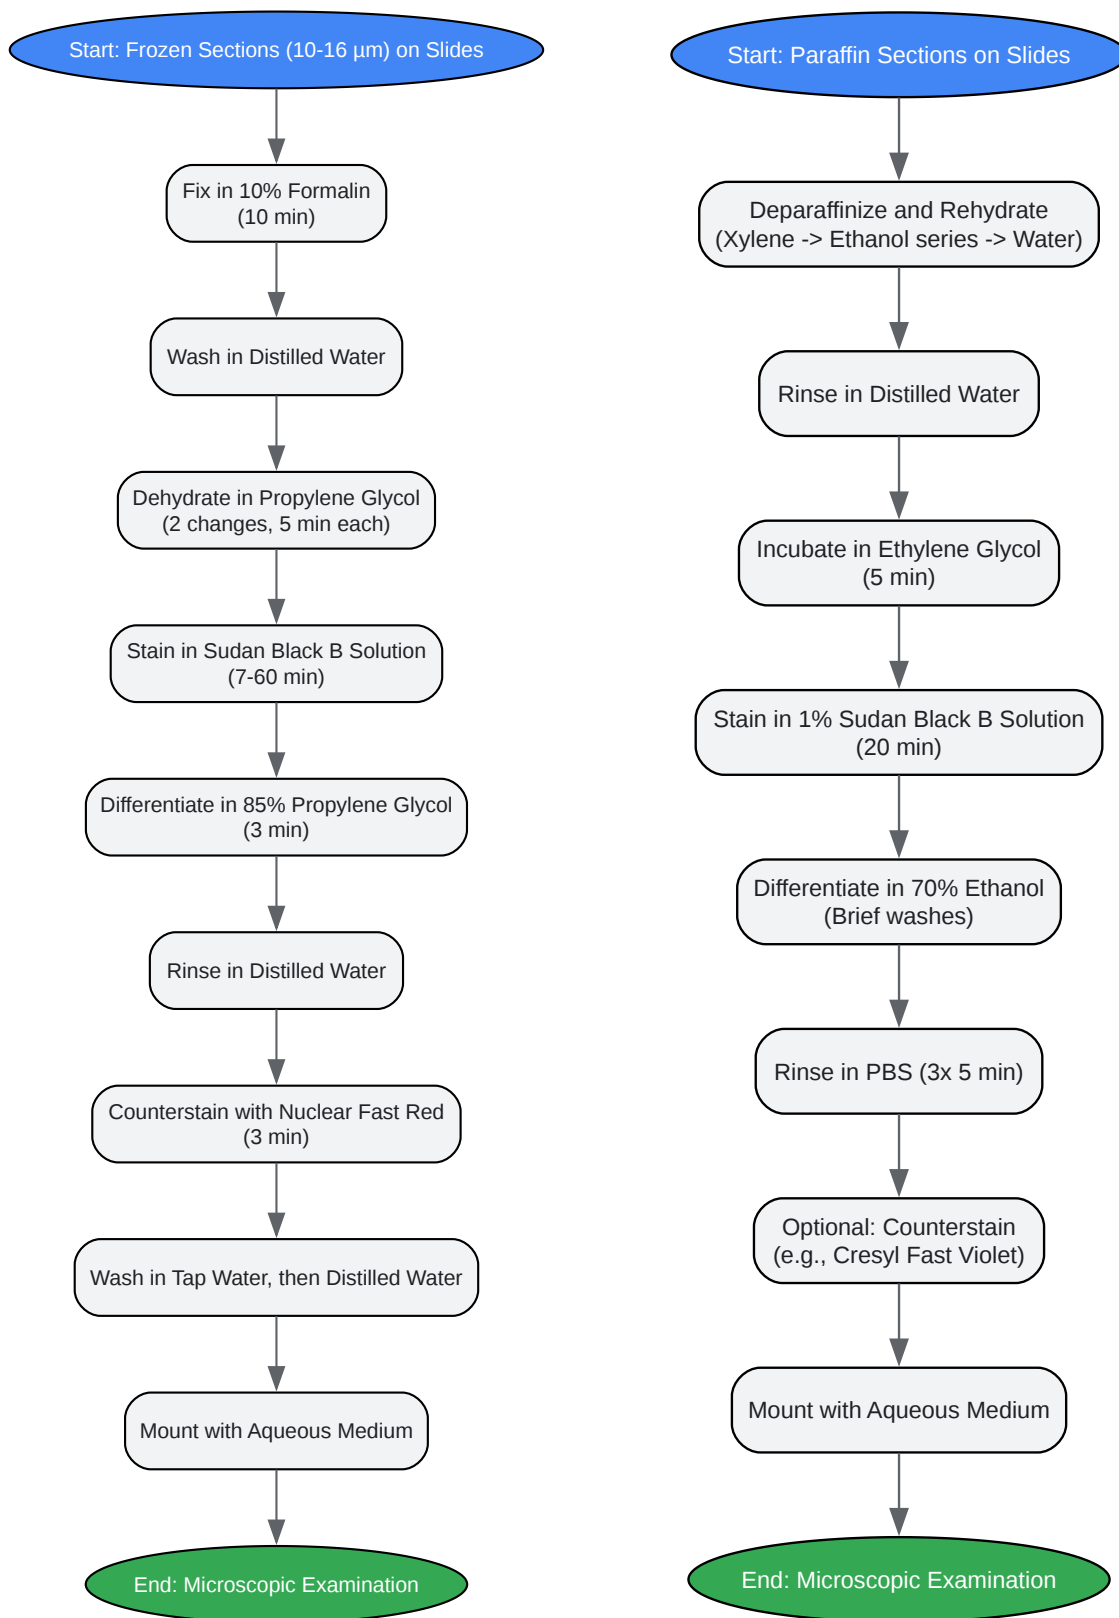 Start: Frozen Sections (10-16 µm) on Slides
Fix in 10% Formalin
(10 min)
Wash in Distilled Water
Dehydrate in Propylene Glycol
(2 changes, 5 min each)
Stain in Sudan Black B Solution
(7-60 min)
Differentiate in 85% Propylene Glycol
(3 min)
Rinse in Distilled Water
Counterstain with Nuclear Fast Red
(3 min)
Wash in Tap Water, then Distilled Water
Mount with Aqueous Medium
End: Microscopic Examination
Start: Paraffin Sections on Slides
Deparaffinize and Rehydrate
(Xylene -> Ethanol series -> Water)
Rinse in Distilled Water
Incubate in Ethylene Glycol
(5 min)
Stain in 1% Sudan Black B Solution
(20 min)
Differentiate in 70% Ethanol
(Brief washes)
Rinse in PBS (3x 5 min)
Optional: Counterstain
(e.g., Cresyl Fast Violet)
Mount with Aqueous Medium
End: Microscopic Examination